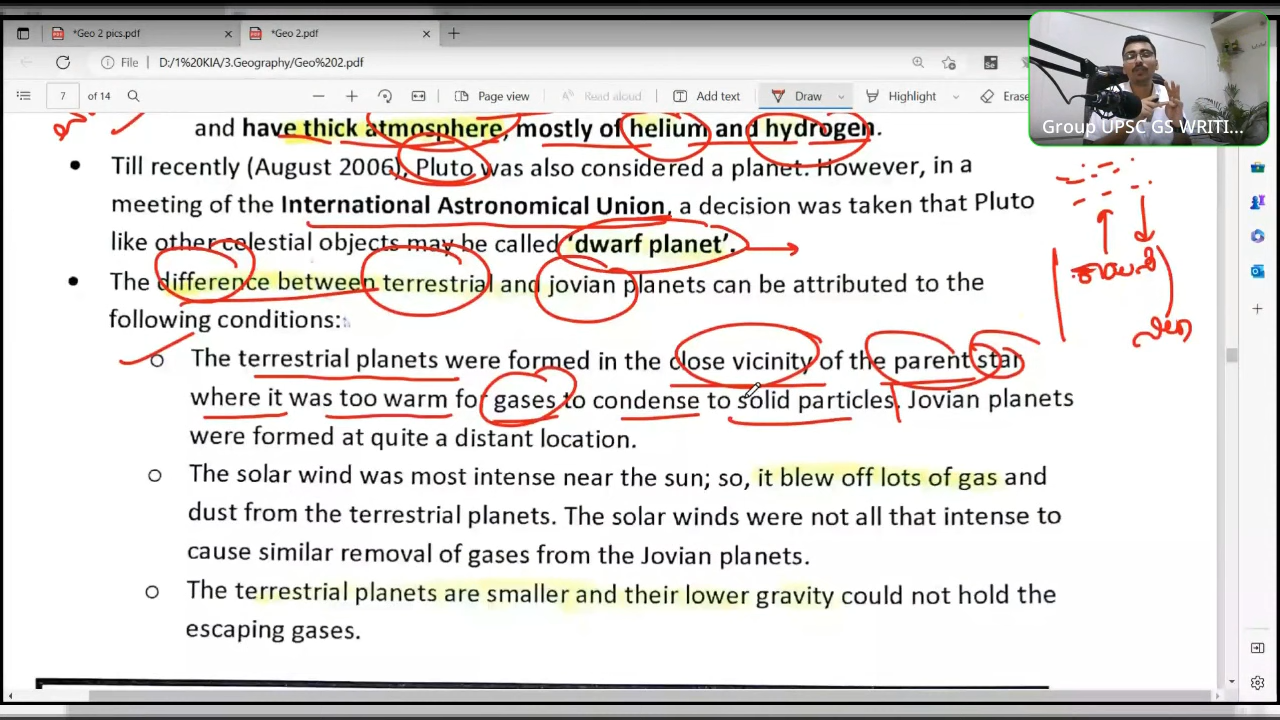 *Geo 2 pics.pdf
*Geo 2.pdf
File
D:/1%20KIA/3.Geography/Geo%202.pdf
7 of 14
Page view
Read aloud
Add text
Draw
Highlight
Erase
Group UPSC GS WRITI...
and have thick atmosphere, mostly of helium and hydrogen.
Till recently (August 2006), Pluto was also considered a planet. However, in a
meeting of the International Astronomical Union, a decision was taken that Pluto
like other celestial objects may be called 'dwarf planet'.
The difference between terrestrial and jovian planets can be attributed to the
following conditions:
The terrestrial planets were formed in the close vicinity of the parent star
where it was too warm for gases to condense to solid particles. Jovian planets
were formed at quite a distant location.
The solar wind was most intense near the sun; so, it blew off lots of gas and
dust from the terrestrial planets. The solar winds were not all that intense to
cause similar removal of gases from the Jovian planets.
The terrestrial planets are smaller and their lower gravity could not hold the
escaping gases.